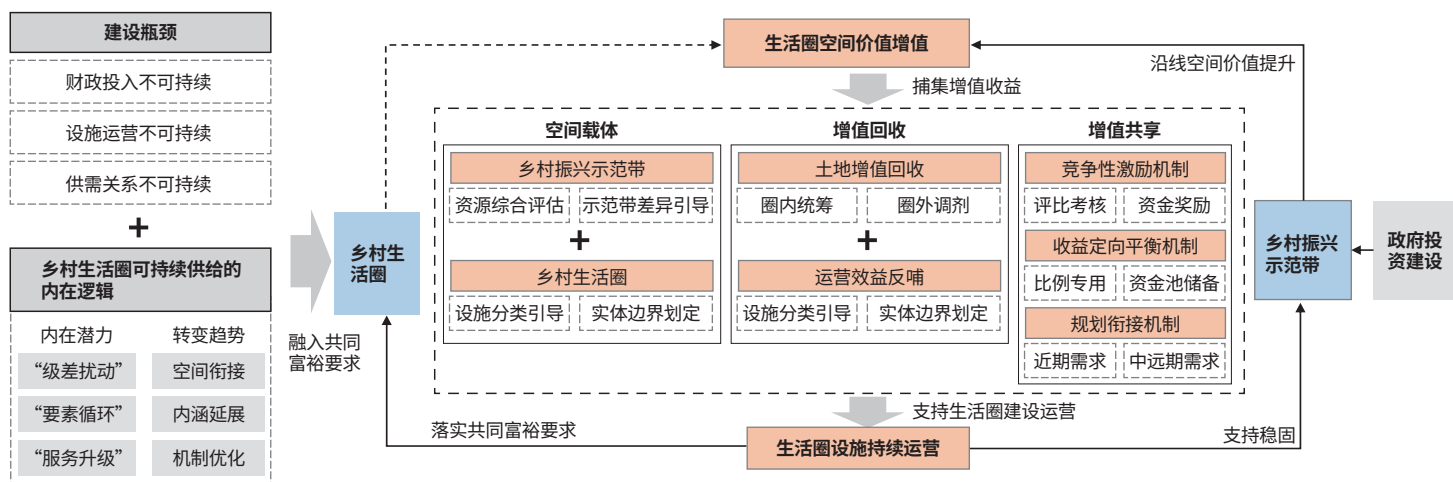 建设瓶颈
财政投入不可持续
设施运营不可持续
供需关系不可持续
+
乡村生活圈可持续供给的
内在逻辑
内在潜力 转变趋势
“级差扰动” 空间衔接
“要素循环” 内涵延展
“服务升级” 机制优化
融入共同
富裕要求
乡村生
活圈
生活圈空间价值增值
捕集增值收益
沿线空间价值提升
空间载体
乡村振兴示范带
资源综合评估 示范带差异引导
+
乡村生活圈
设施分类引导 实体边界划定
增值回收
土地增值回收
圈内统筹 圈外调剂
+
运营效益反哺
设施分类引导 实体边界划定
增值共享
竞争性激励机制
评比考核 资金奖励
收益定向平衡机制
比例专用 资金池储备
规划衔接机制
近期需求 中远期需求
乡村振兴
示范带
政府投
资建设
支持生活圈建设运营
落实共同富裕要求
生活圈设施持续运营
支持稳固